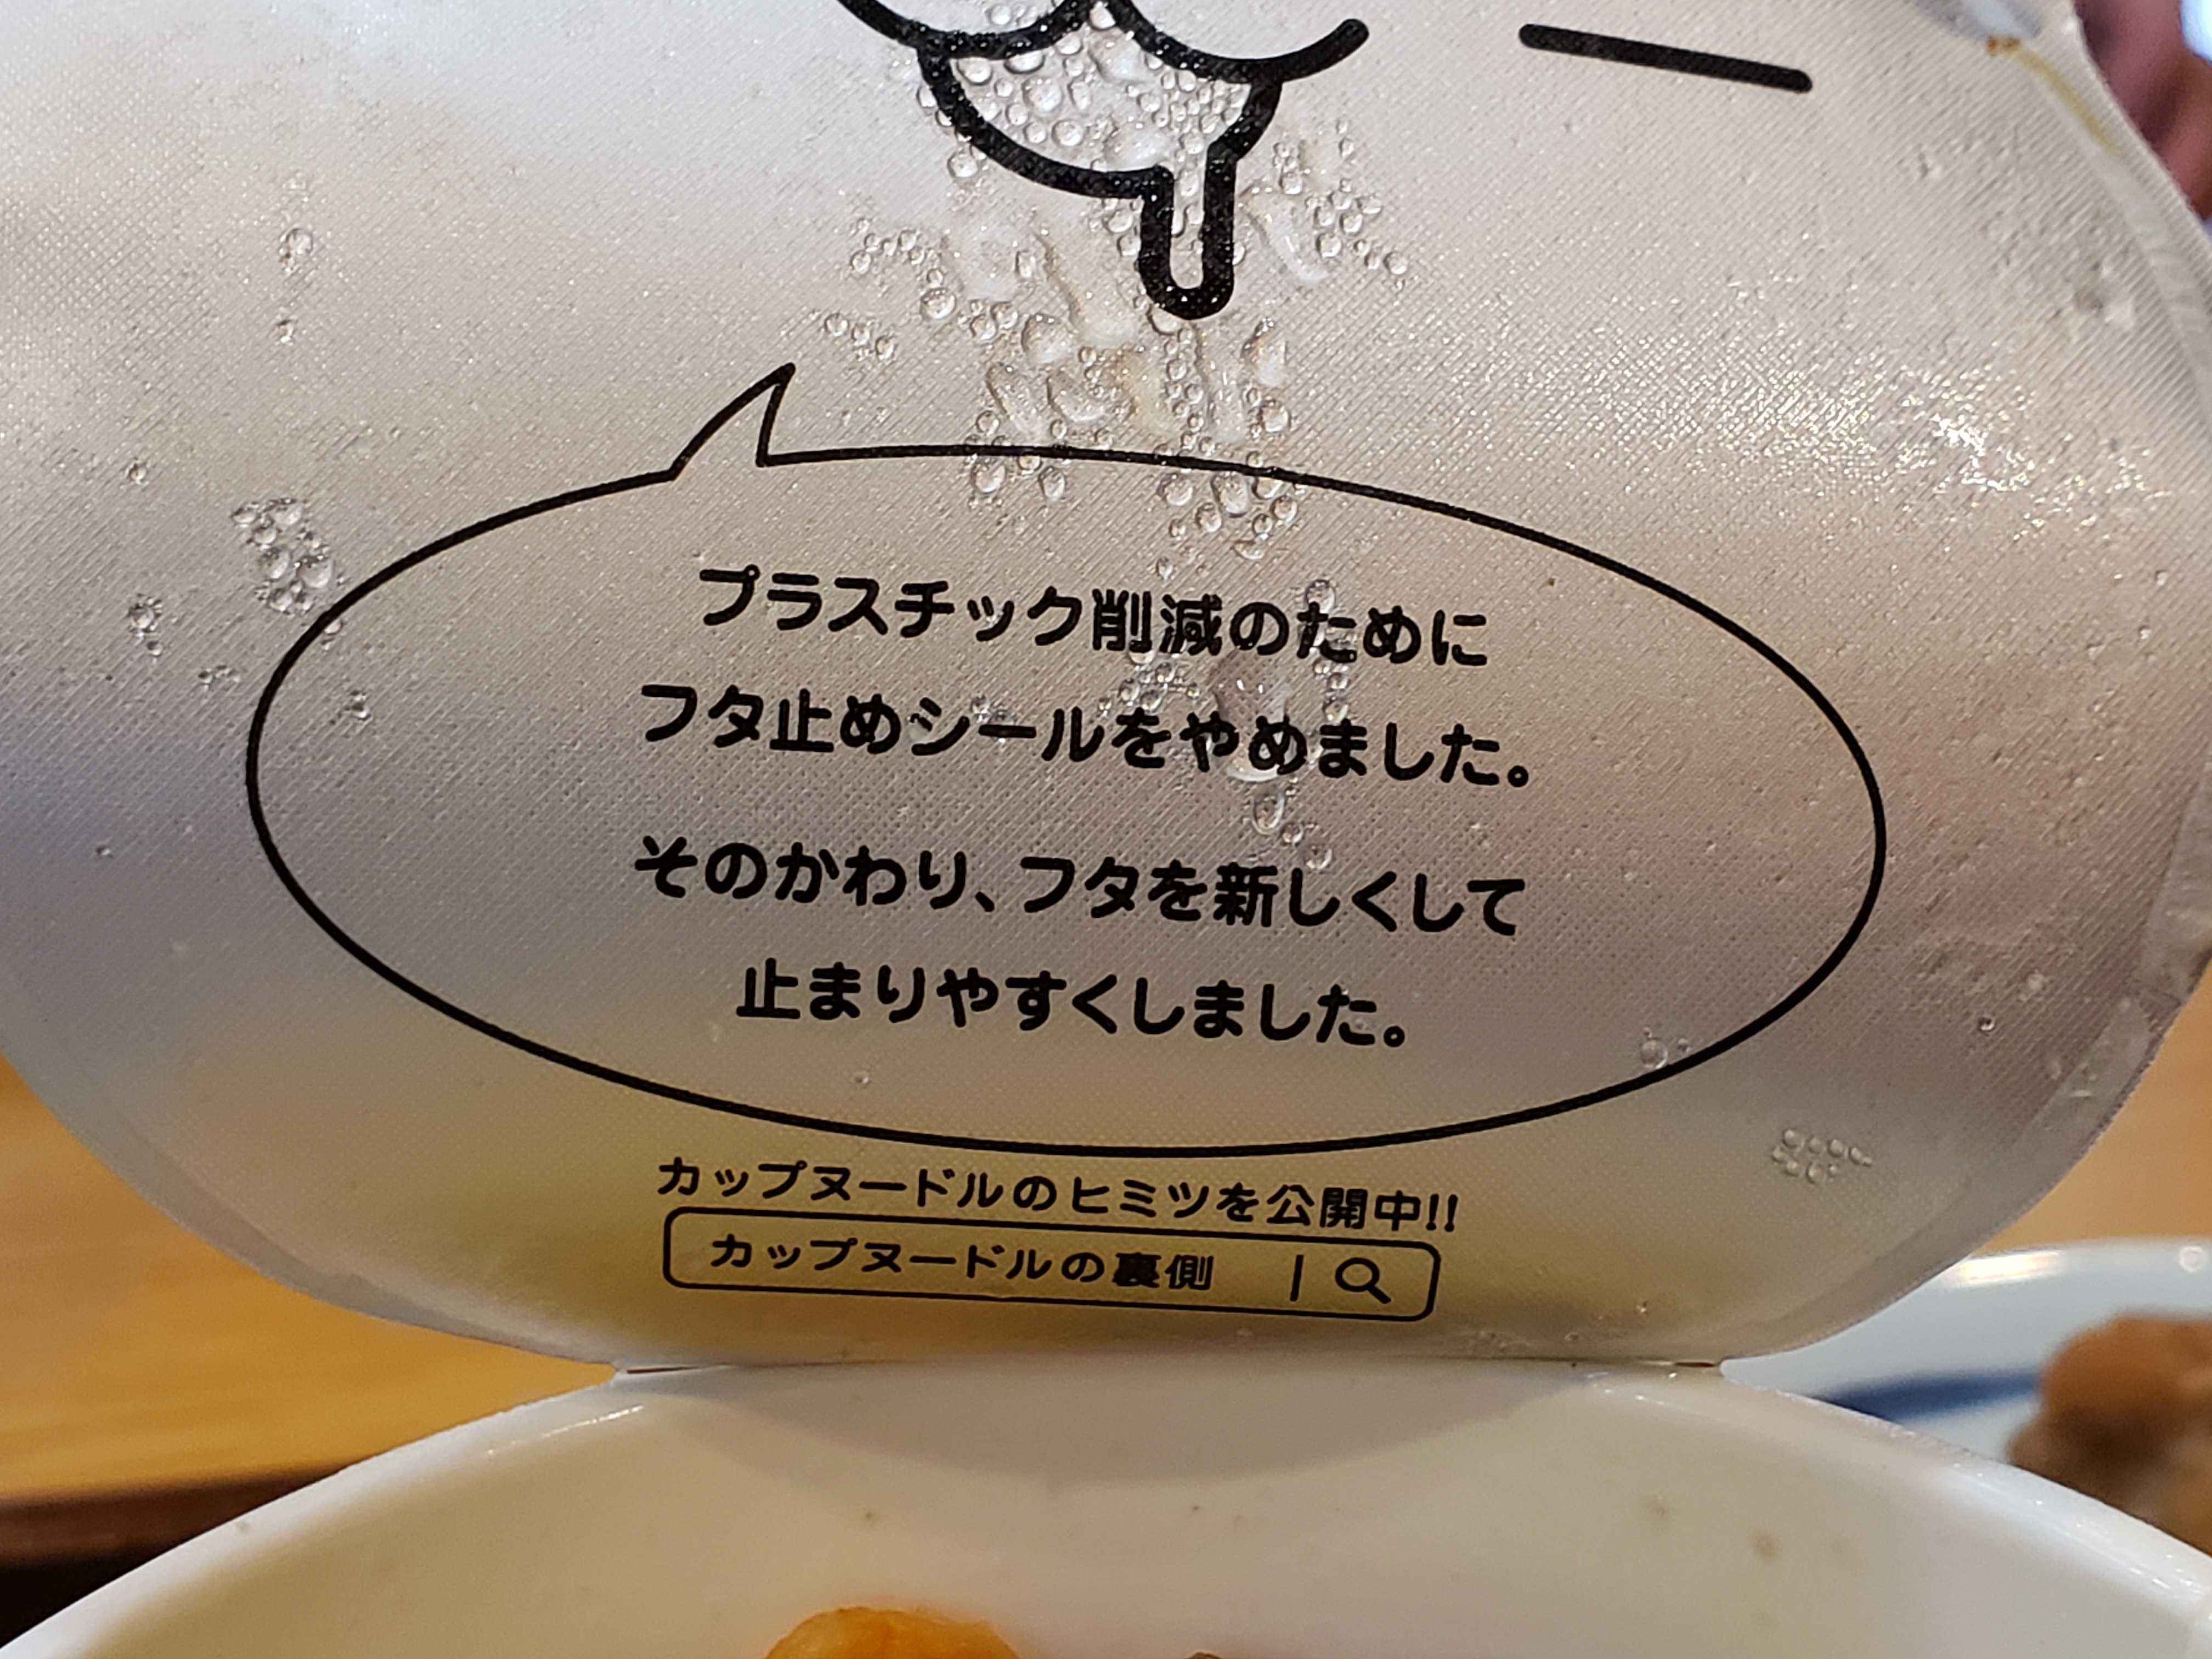 プラスチック削減のために
フタ止めシールをやめました。
そのかわり、フタを新しくして
止まりやすくしました。
カップヌードルのヒミツを公開中!!
カップヌードルの裏側